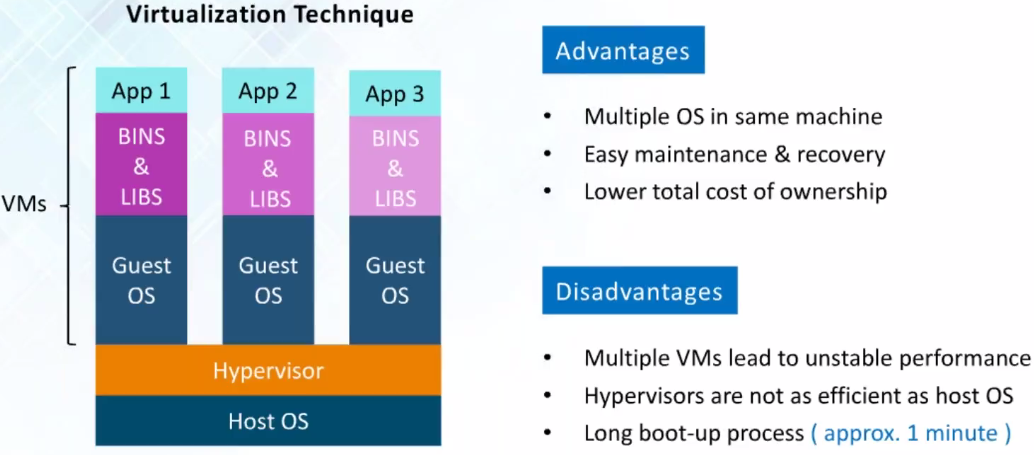 Virtualization Technique
VMs
App 1
BINS
&
LIBS
Guest
OS
App 2
BINS
&
LIBS
Guest
OS
App 3
BINS
&
LIBS
Guest
OS
Hypervisor
Host OS
Advantages
• Multiple OS in same machine
• Easy maintenance & recovery
• Lower total cost of ownership
Disadvantages
• Multiple VMs lead to unstable performance
• Hypervisors are not as efficient as host OS
• Long boot-up process ( approx. 1 minute )